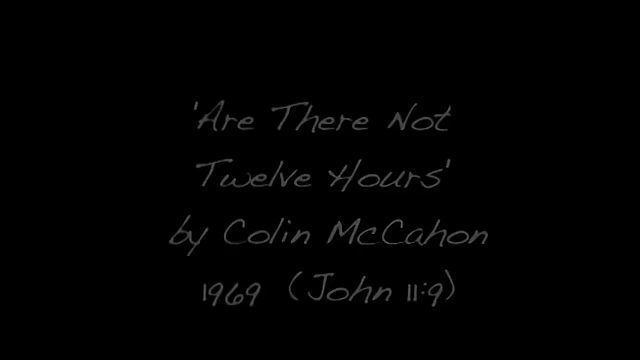 'Are There Not
Twelve Hours'
by Colin McCahon
1969 (John 11:9)